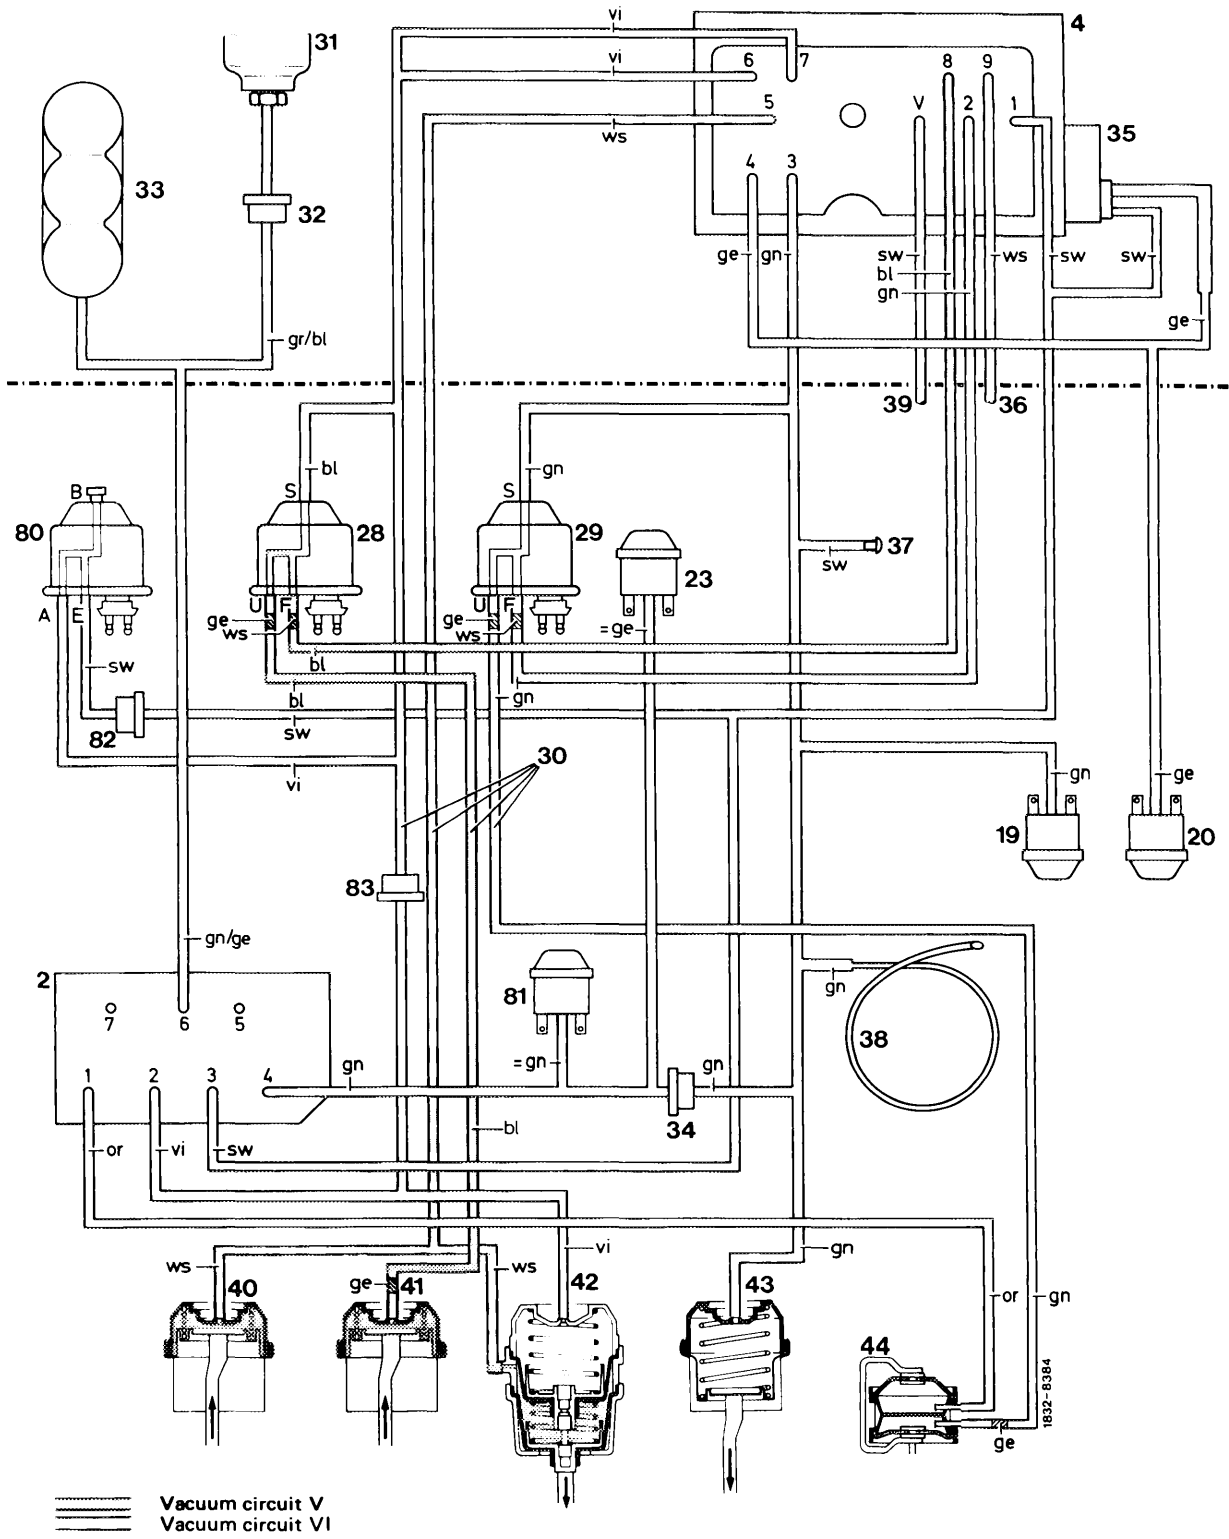 vi
4
31
vi
6
7
8
9
5
V
2
1
ws
35
33
32
4
3
ge
gn
sw
bl
gn
ws
sw
sw
gr/bl
ge
39
36
bl
gn
B
S
S
80
28
29
37
23
sw
A
E
U
F
U
F
ge
ws
ge
ws
=ge
bl
sw
bl
gn
82
sw
30
vi
gn
ge
19
20
83
gn/ge
2
81
gn
7
6
5
38
=gn
1
2
3
4
gn
gn
34
bl
or
vi
sw
vi
gn
ws
ws
40
ge
41
42
43
or
gn
44
1832-8384
ge
Vacuum circuit V
Vacuum circuit VI